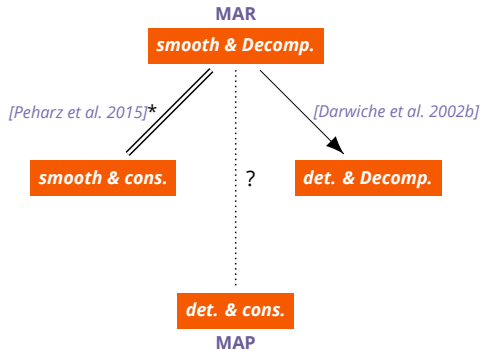 MAR
smooth & Decomp.
[Peharz et al. 2015]*
[Darwiche et al. 2002b]
smooth & cons.
?
det. & Decomp.
det. & cons.
MAP